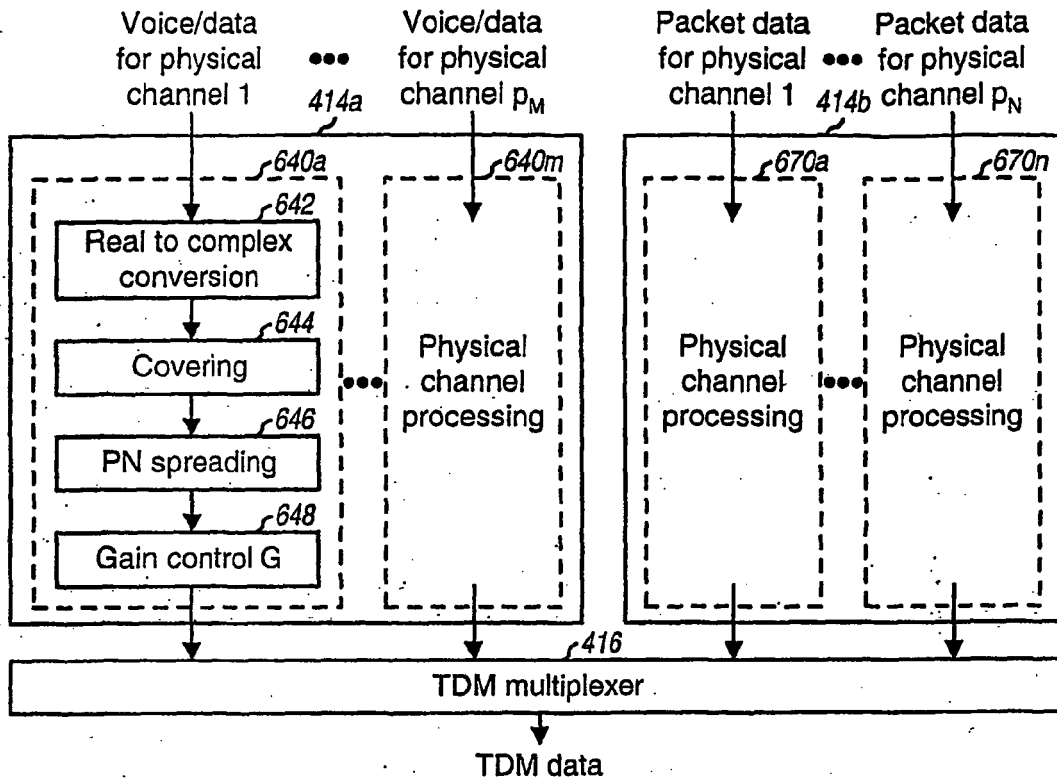 Voice/data
for physical
channel 1
Voice/data
for physical
channel pM
Packet data
for physical
channel 1
Packet data
for physical
channel pN
414a
414b
640a
640m
670a
670n
642
Real to complex
conversion
644
Covering
646
PN spreading
648
Gain control G
Physical
channel
processing
Physical
channel
processing
Physical
channel
processing
416
TDM multiplexer
TDM data